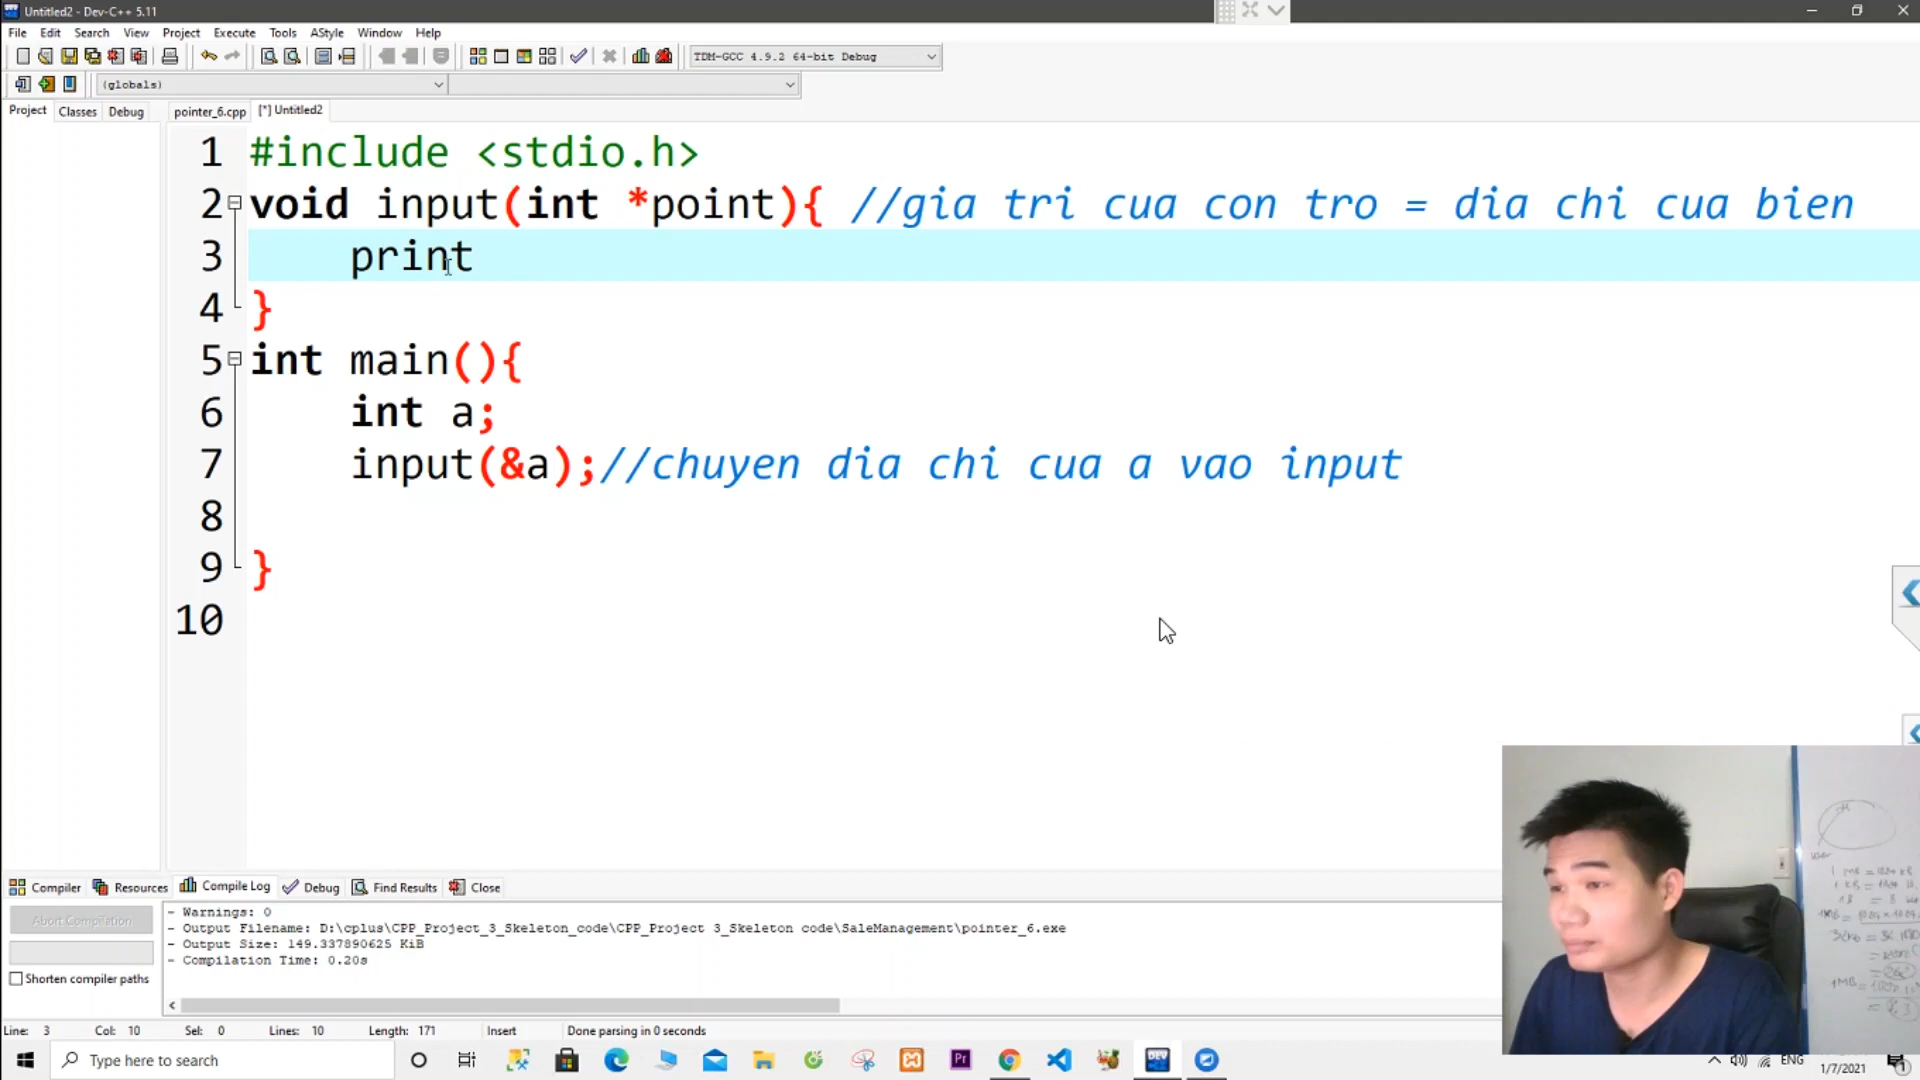 Untitled2 - Dev-C++ 5.11
File Edit Search View Project Execute Tools AStyle Window Help
TDM-GCC 4.9.2 64-bit Debug
(globals)
Project Classes Debug pointer_6.cpp [*] Untitled2
1 #include <stdio.h>
2 void input(int *point){ //gia tri cua con tro = dia chi cua bien
3 print
4 }
5 int main(){
6 int a;
7 input(&a);//chuyen dia chi cua a vao input
8
9 }
10
Compiler Resources Compile Log Debug Find Results Close
Abort Compilation
Shorten compiler paths
- Warnings: 0
- Output Filename: D:\cplus\CPP_Project_3_Skeleton_code\CPP_Project 3_Skeleton code\SaleManagement\pointer_6.exe
- Output Size: 149.337890625 KiB
- Compilation Time: 0.20s
Line: 3 Col: 10 Sel: 0 Lines: 10 Length: 171 Insert Done parsing in 0 seconds
Type here to search
Pr
DEV
ENG
1/7/2021